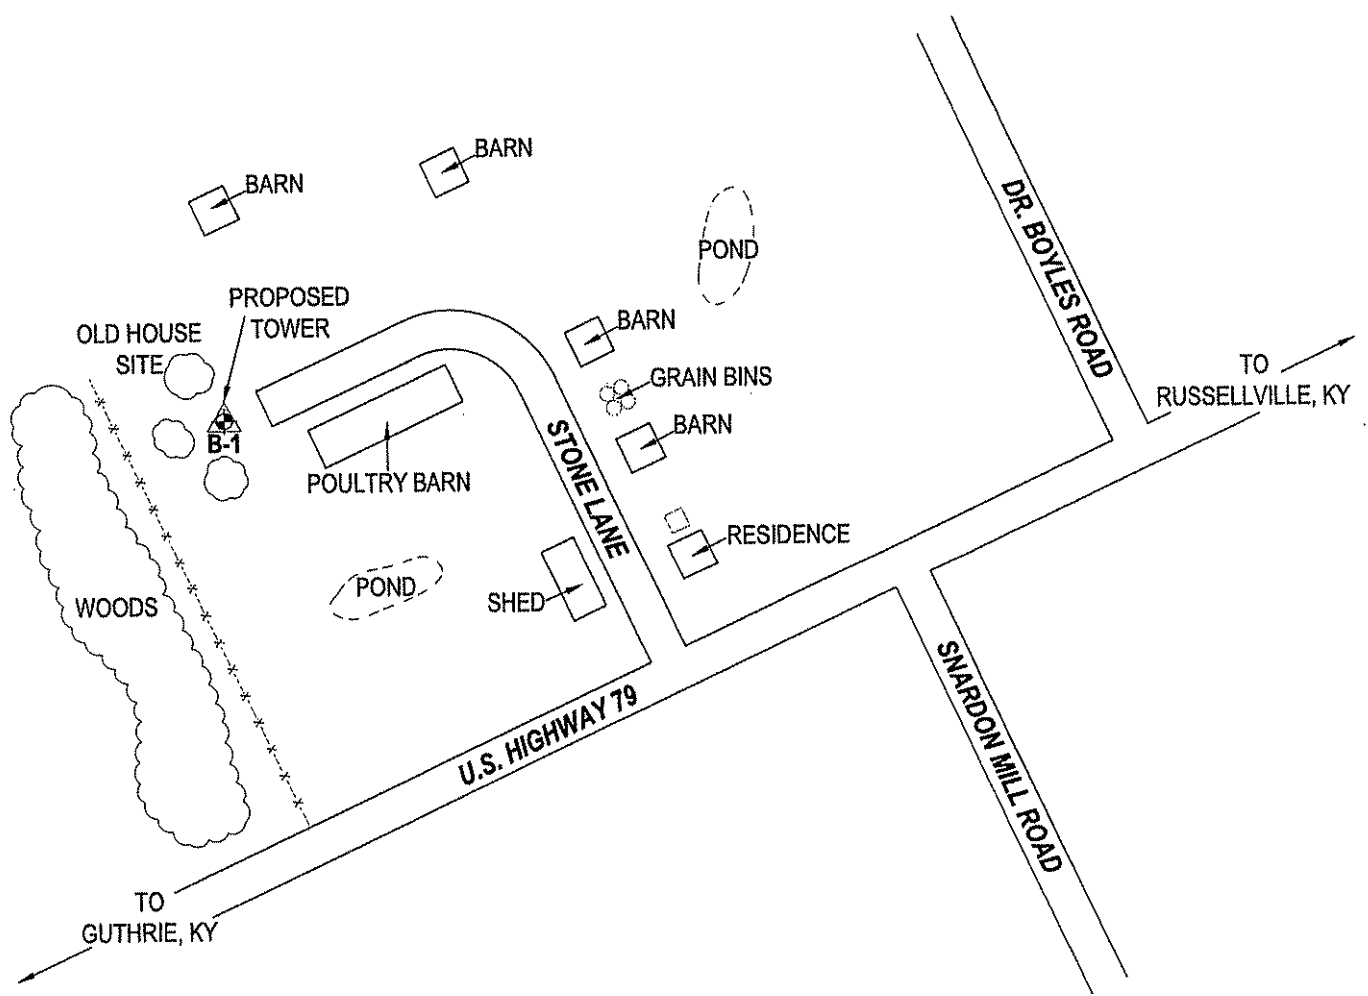 BARN
BARN
DR. BOYLES ROAD
POND
PROPOSED
TOWER
OLD HOUSE
SITE
BARN
TO
RUSSELLVILLE, KY
GRAIN BINS
B-1
BARN
STONE LANE
POULTRY BARN
RESIDENCE
POND
SHED
WOODS
SNARDON MILL ROAD
U.S. HIGHWAY 79
TO
GUTHRIE, KY